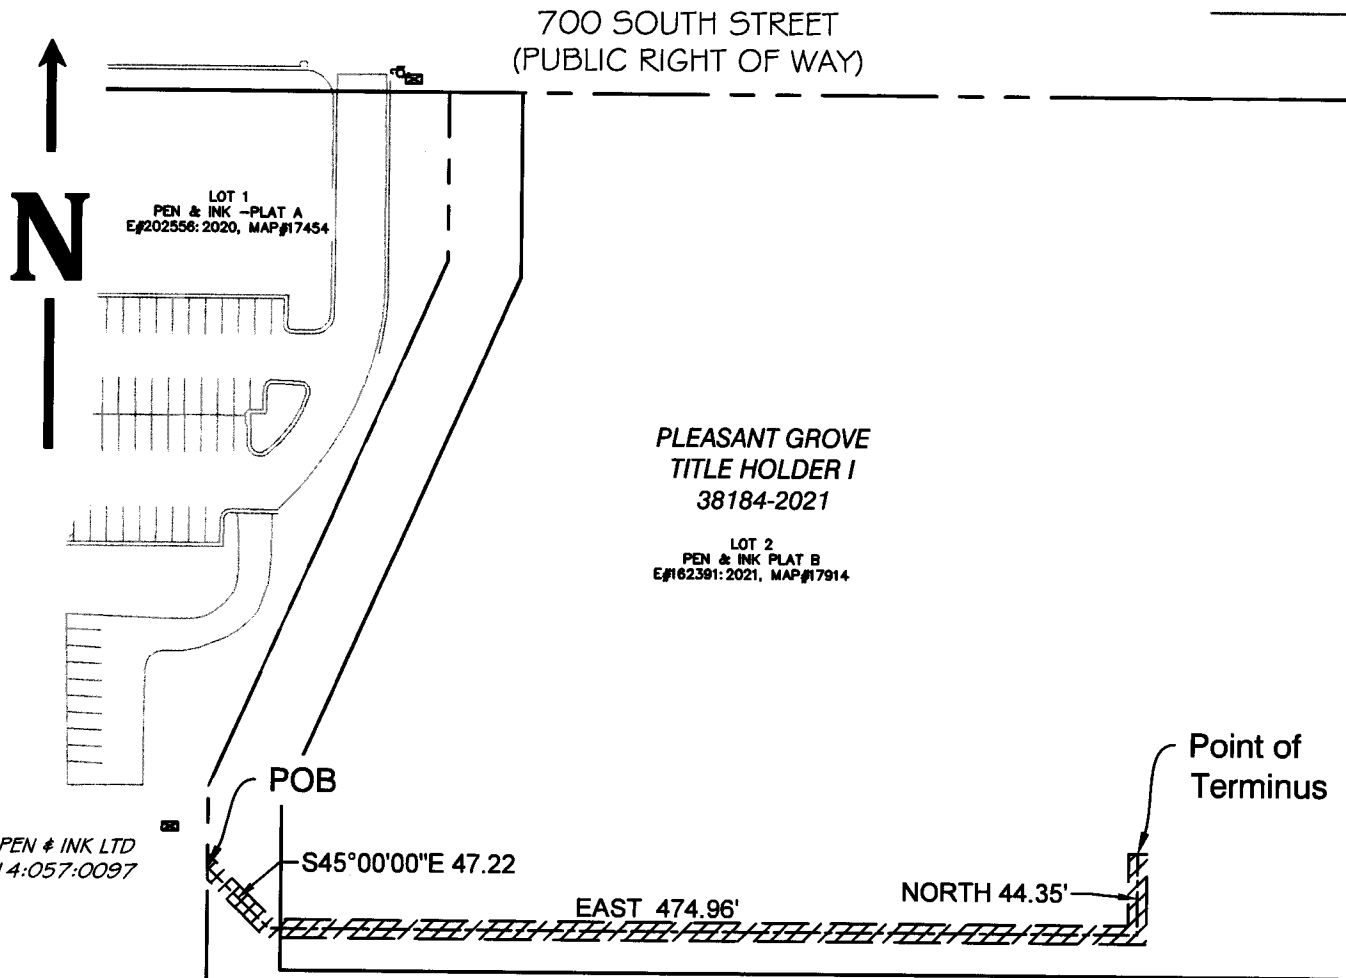 700 SOUTH STREET
(PUBLIC RIGHT OF WAY)
N
LOT 1
PEN & INK -PLAT A
E#202556:2020, MAP#17454
PLEASANT GROVE
TITLE HOLDER I
38184-2021
LOT 2
PEN & INK PLAT B
E#162391:2021, MAP#17914
POB
Point of
Terminus
PEN & INK LTD
14:057:0097
S45°00'00"E 47.22
NORTH 44.35'
EAST 474.96'